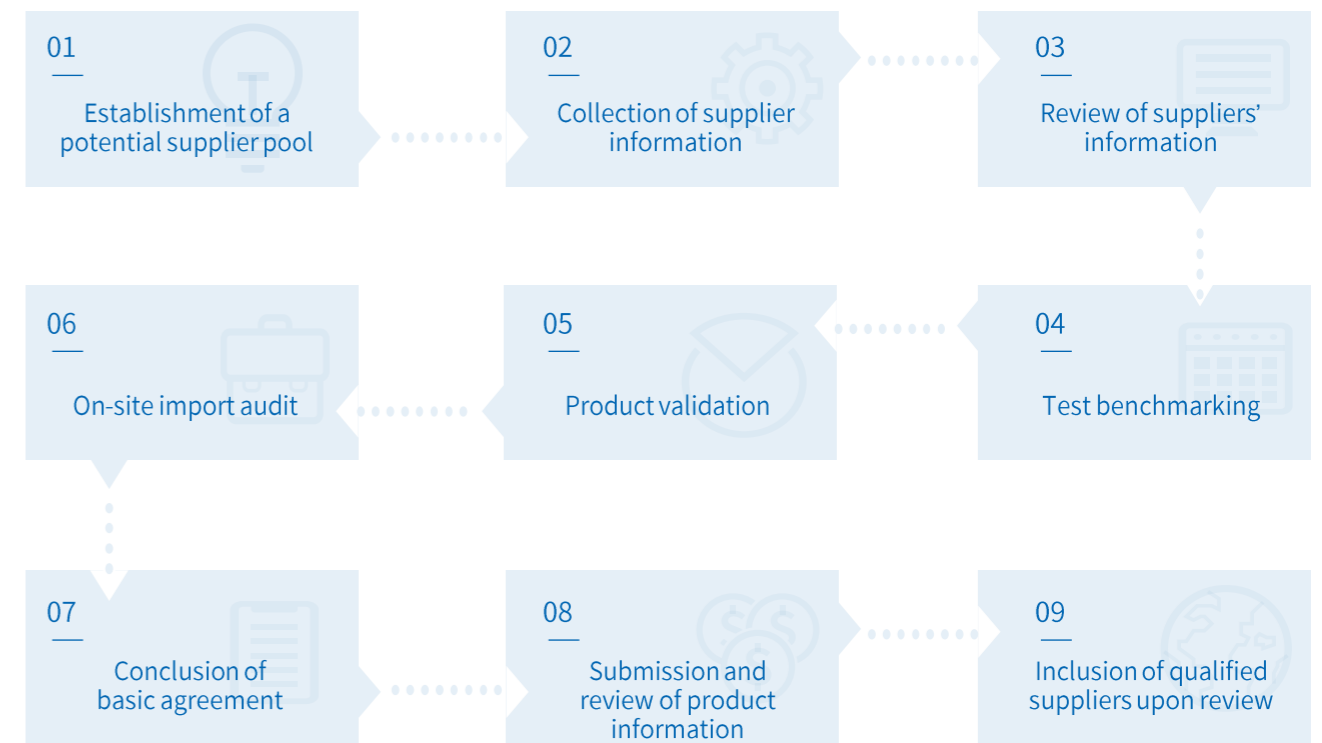 01
Establishment of a
potential supplier pool
02
Collection of supplier
information
03
Review of suppliers’
information
04
Test benchmarking
05
Product validation
06
On-site import audit
07
Conclusion of
basic agreement
08
Submission and
review of product
information
09
Inclusion of qualified
suppliers upon review